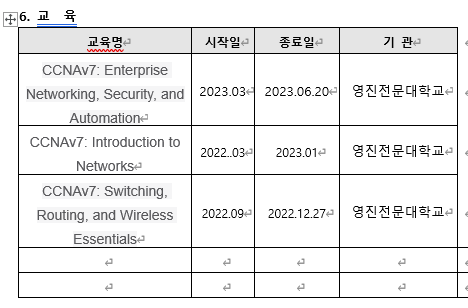 6. 교 육
교육명 시작일 종료일 기 관
CCNAv7: Enterprise
Networking, Security, and
Automation
2023.03 2023.06.20 영진전문대학교
CCNAv7: Introduction to
Networks
2022..03 2023.01 영진전문대학교
CCNAv7: Switching,
Routing, and Wireless
Essentials
2022.09 2022.12.27 영진전문대학교